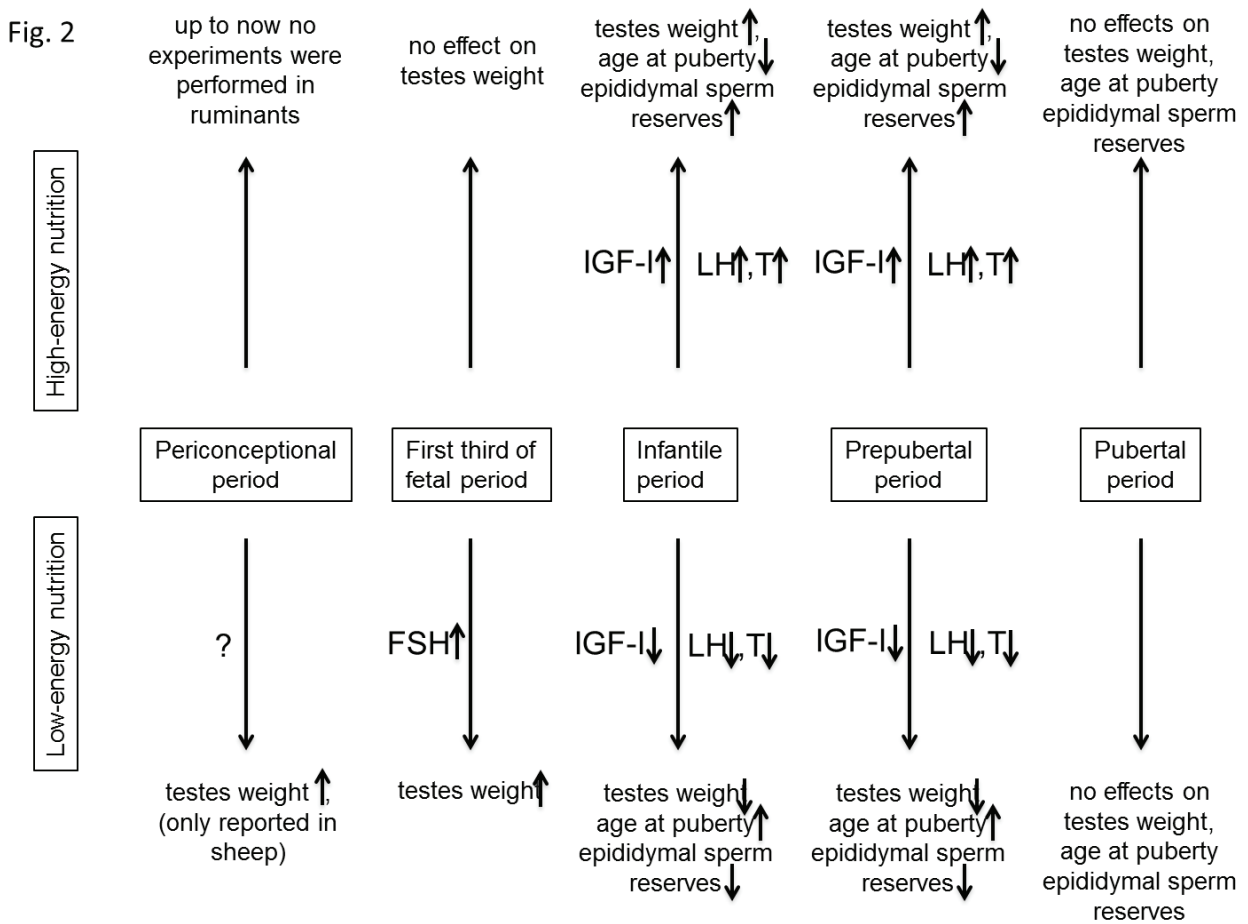 Fig. 2
up to now no
experiments were
performed in
ruminants
no effect on
testes weight
testes weight ↑,
age at puberty ↓
epididymal sperm
reserves ↑
testes weight ↑,
age at puberty ↓
epididymal sperm
reserves ↑
no effects on
testes weight,
age at puberty
epididymal sperm
reserves
High-energy nutrition
IGF-I↑
LH↑,T↑
IGF-I↑
LH↑,T↑
Periconceptional
period
First third of
fetal period
Infantile
period
Prepubertal
period
Pubertal period
Low-energy nutrition
?
FSH↑
IGF-I↓
LH↓,T↓
IGF-I↓
LH↓,T↓
testes weight ↑,
(only reported in
sheep)
testes weight↑
testes weight↓
age at puberty↑
epididymal sperm
reserves↓
testes weight↓
age at puberty↑
epididymal sperm
reserves↓
no effects on
testes weight,
age at puberty
epididymal sperm
reserves